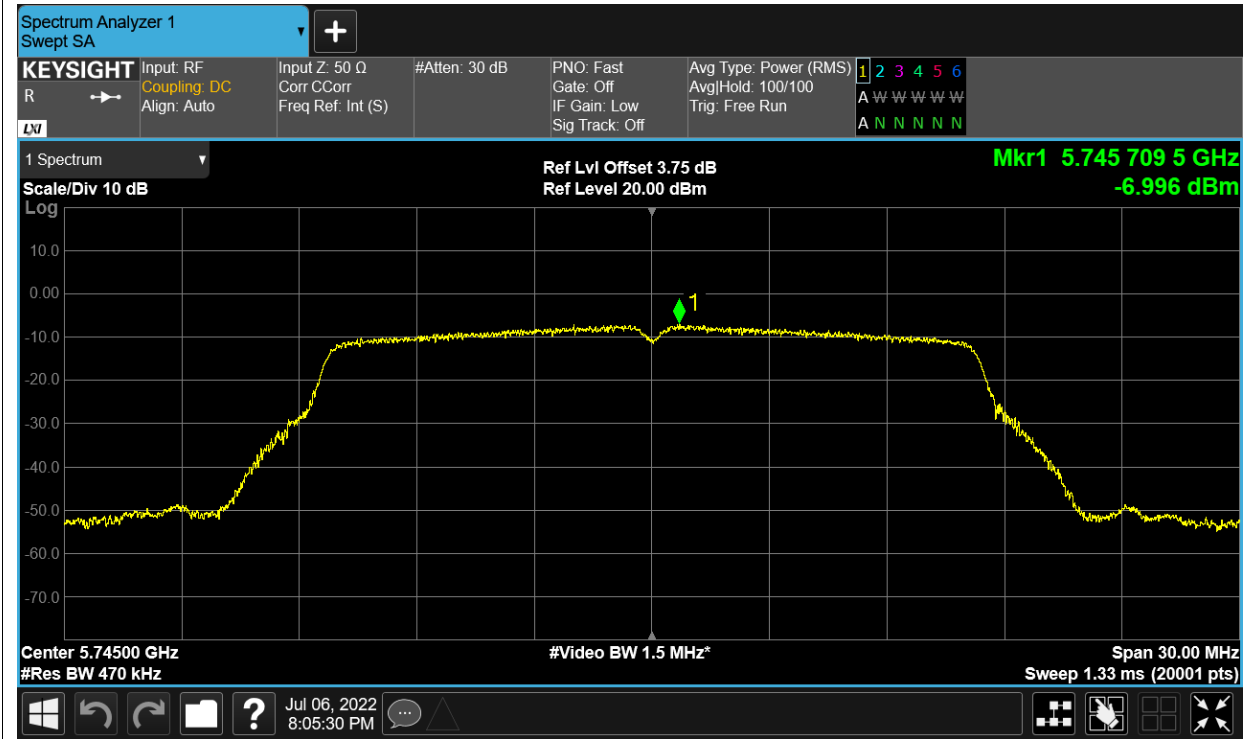 Spectrum Analyzer 1
Swept SA
+
KEYSIGHT
R
LXI
Input: RF
Coupling: DC
Align: Auto
Input Z: 50 Ω
Corr CCorr
Freq Ref: Int (S)
#Atten: 30 dB
PNO: Fast
Gate: Off
IF Gain: Low
Sig Track: Off
Avg Type: Power (RMS)
Avg|Hold: 100/100
Trig: Free Run
1 2 3 4 5 6
A W W W W W
A N N N N N
1 Spectrum
Scale/Div 10 dB
Log
Ref Lvl Offset 3.75 dB
Ref Level 20.00 dBm
Mkr1 5.745 709 5 GHz
-6.996 dBm
10.0
0.00
1
-10.0
-20.0
-30.0
-40.0
-50.0
-60.0
-70.0
Center 5.74500 GHz
#Res BW 470 kHz
#Video BW 1.5 MHz*
Span 30.00 MHz
Sweep 1.33 ms (20001 pts)
?
Jul 06, 2022
8:05:30 PM